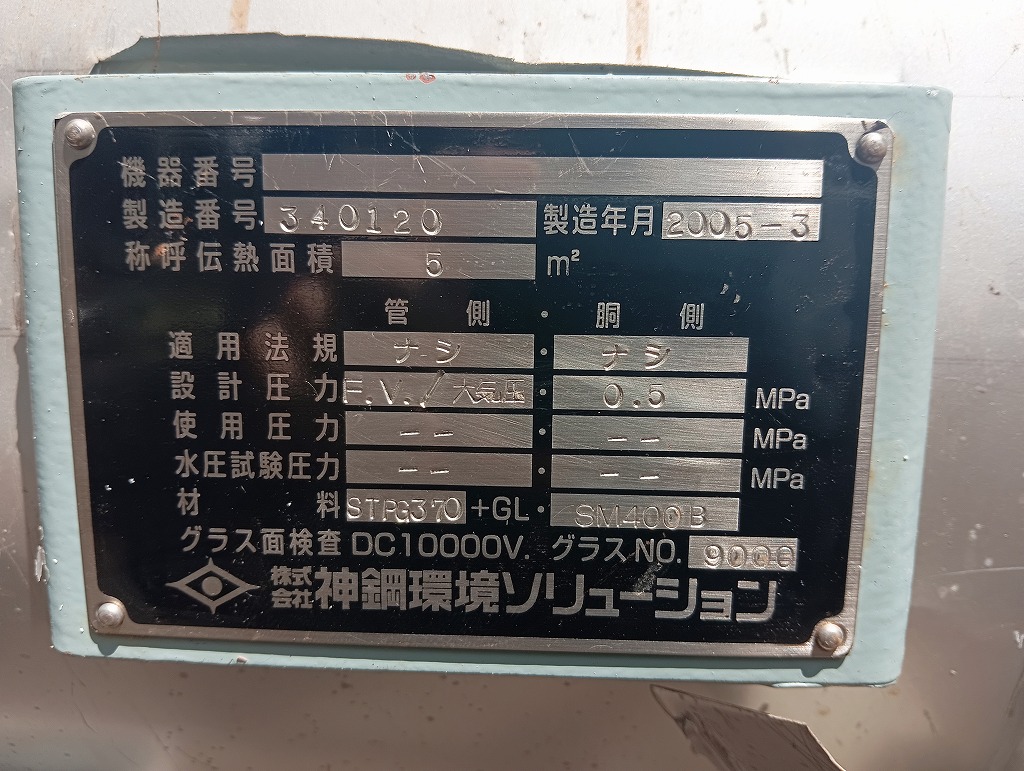 機器番号
製造番号 340120 製造年月 2005-3
称呼伝熱面積 5 m²
管側・胴側
適用法規 ナシ・ナシ
設計圧力 F.V./大気圧・0.5 MPa
使用圧力 --・-- MPa
水圧試験圧力 --・-- MPa
材料 STPG370+GL・SM400B
グラス面検査 DC10000V. グラスNO. 9000
株式会社 神鋼環境ソリューション